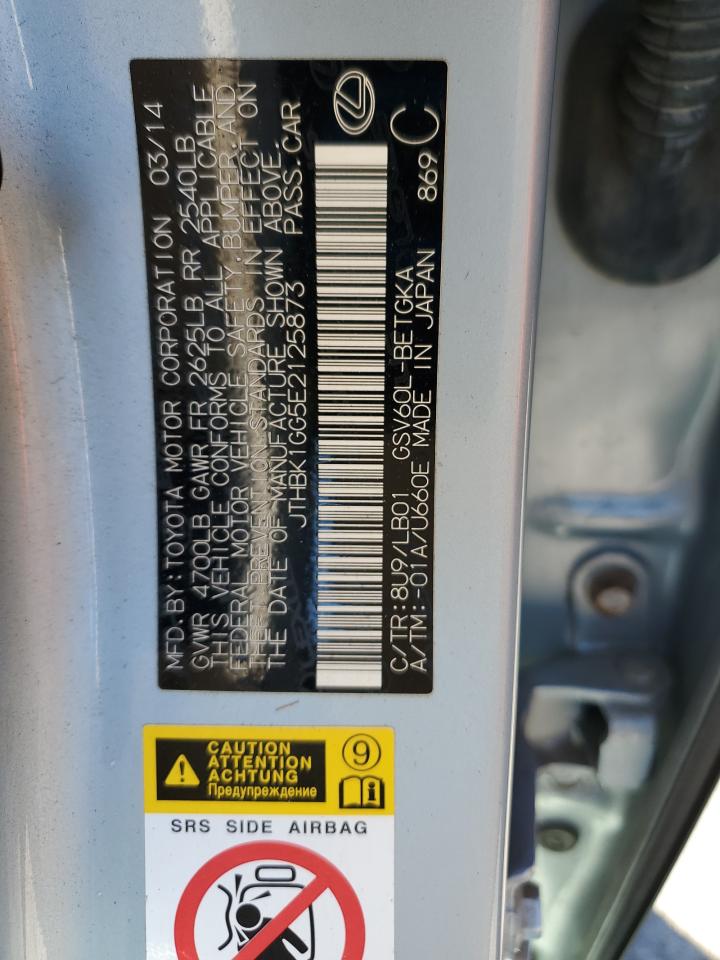 MFD.BY:TOYOTA MOTOR CORPORATION 03/14
GVWR 4700LB GAWR FR 2625LB RR 2540LB
THIS VEHICLE CONFORMS TO ALL APPLICABLE
FEDERAL MOTOR VEHICLE SAFETY,BUMPER,AND
THEFT PREVENTION STANDARDS IN EFFECT ON
THE DATE OF MANUFACTURE SHOWN ABOVE.
JTHBK1GG5E2125873 PASS.CAR
C/TR:8U9/LB01 GSV60L-BETGKA 869 C
A/TM:-01A/U660E MADE IN JAPAN
CAUTION
ATTENTION
ACHTUNG
Предупреждение
9
SRS SIDE AIRBAG